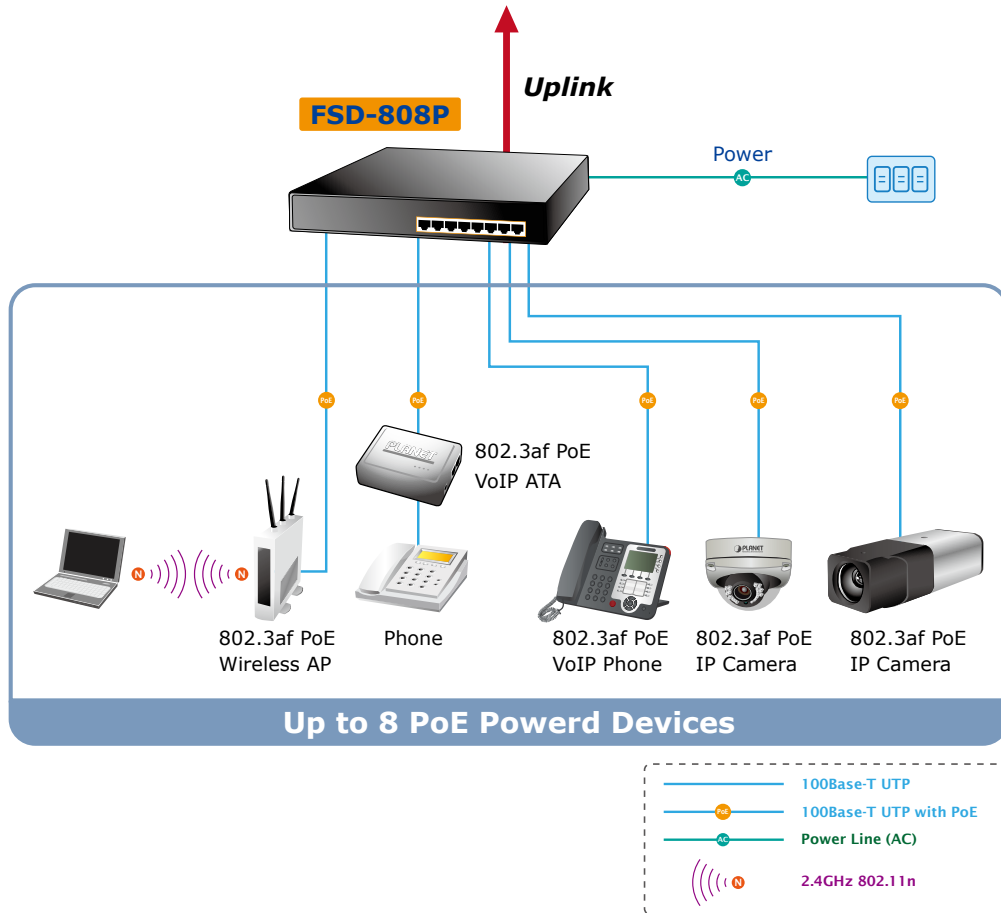 Uplink
FSD-808P
Power
AC
PoE
PoE
PoE
PoE
PoE
PLANET
802.3af PoE
VoIP ATA
PLANET
N
N
802.3af PoE
Wireless AP
Phone
802.3af PoE
VoIP Phone
802.3af PoE
IP Camera
802.3af PoE
IP Camera
Up to 8 PoE Powerd Devices
100Base-T UTP
PoE
100Base-T UTP with PoE
AC
Power Line (AC)
N
2.4GHz 802.11n